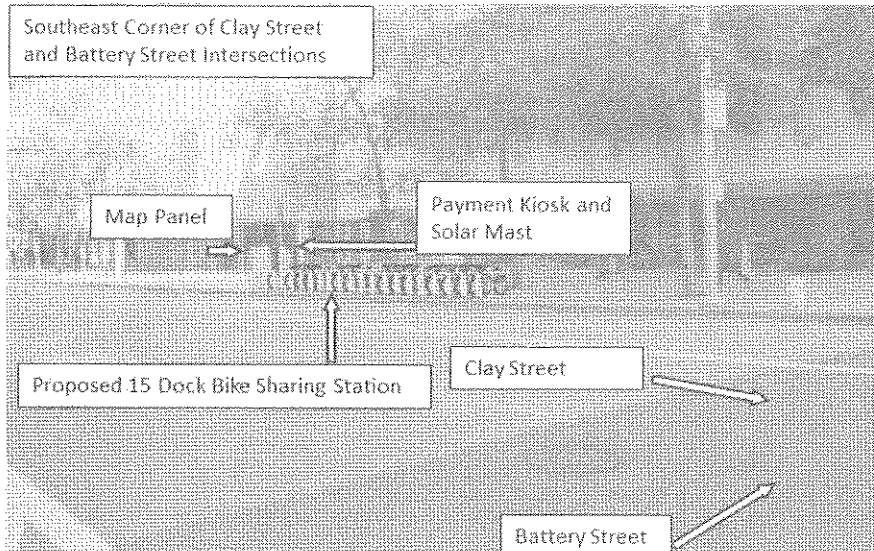 Southeast Corner of Clay Street
and Battery Street Intersections
Map Panel
Payment Kiosk and
Solar Mast
Proposed 15 Dock Bike Sharing Station
Clay Street
Battery Street